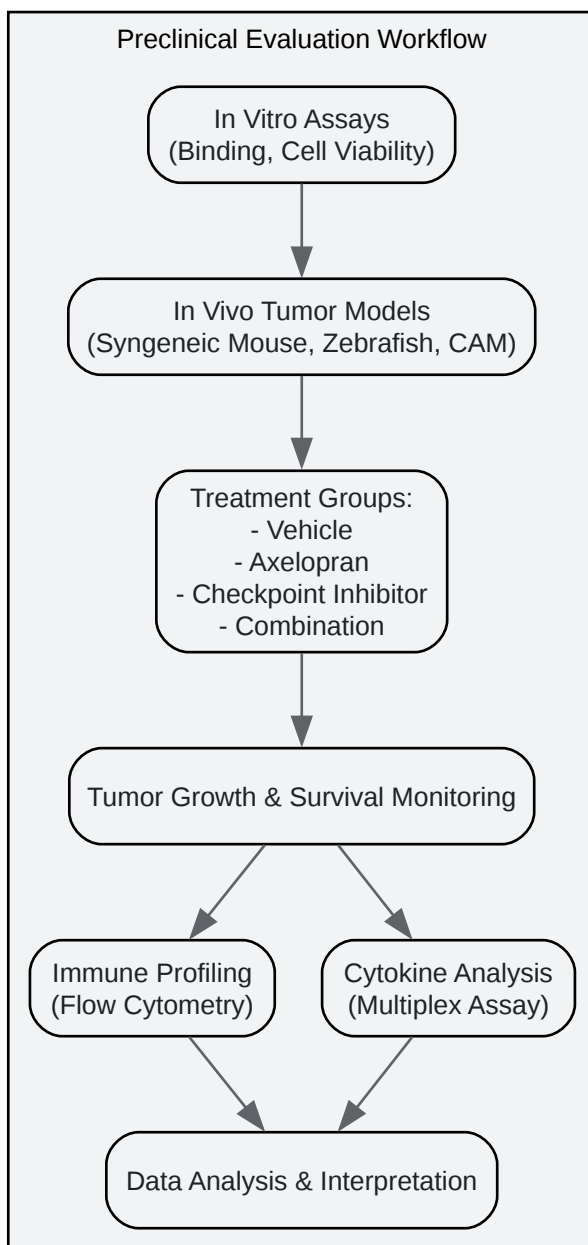 Preclinical Evaluation Workflow
In Vitro Assays
(Binding, Cell Viability)
In Vivo Tumor Models
(Syngeneic Mouse, Zebrafish, CAM)
Treatment Groups:
- Vehicle
- Axelopran
- Checkpoint Inhibitor
- Combination
Tumor Growth & Survival Monitoring
Immune Profiling
(Flow Cytometry)
Cytokine Analysis
(Multiplex Assay)
Data Analysis & Interpretation